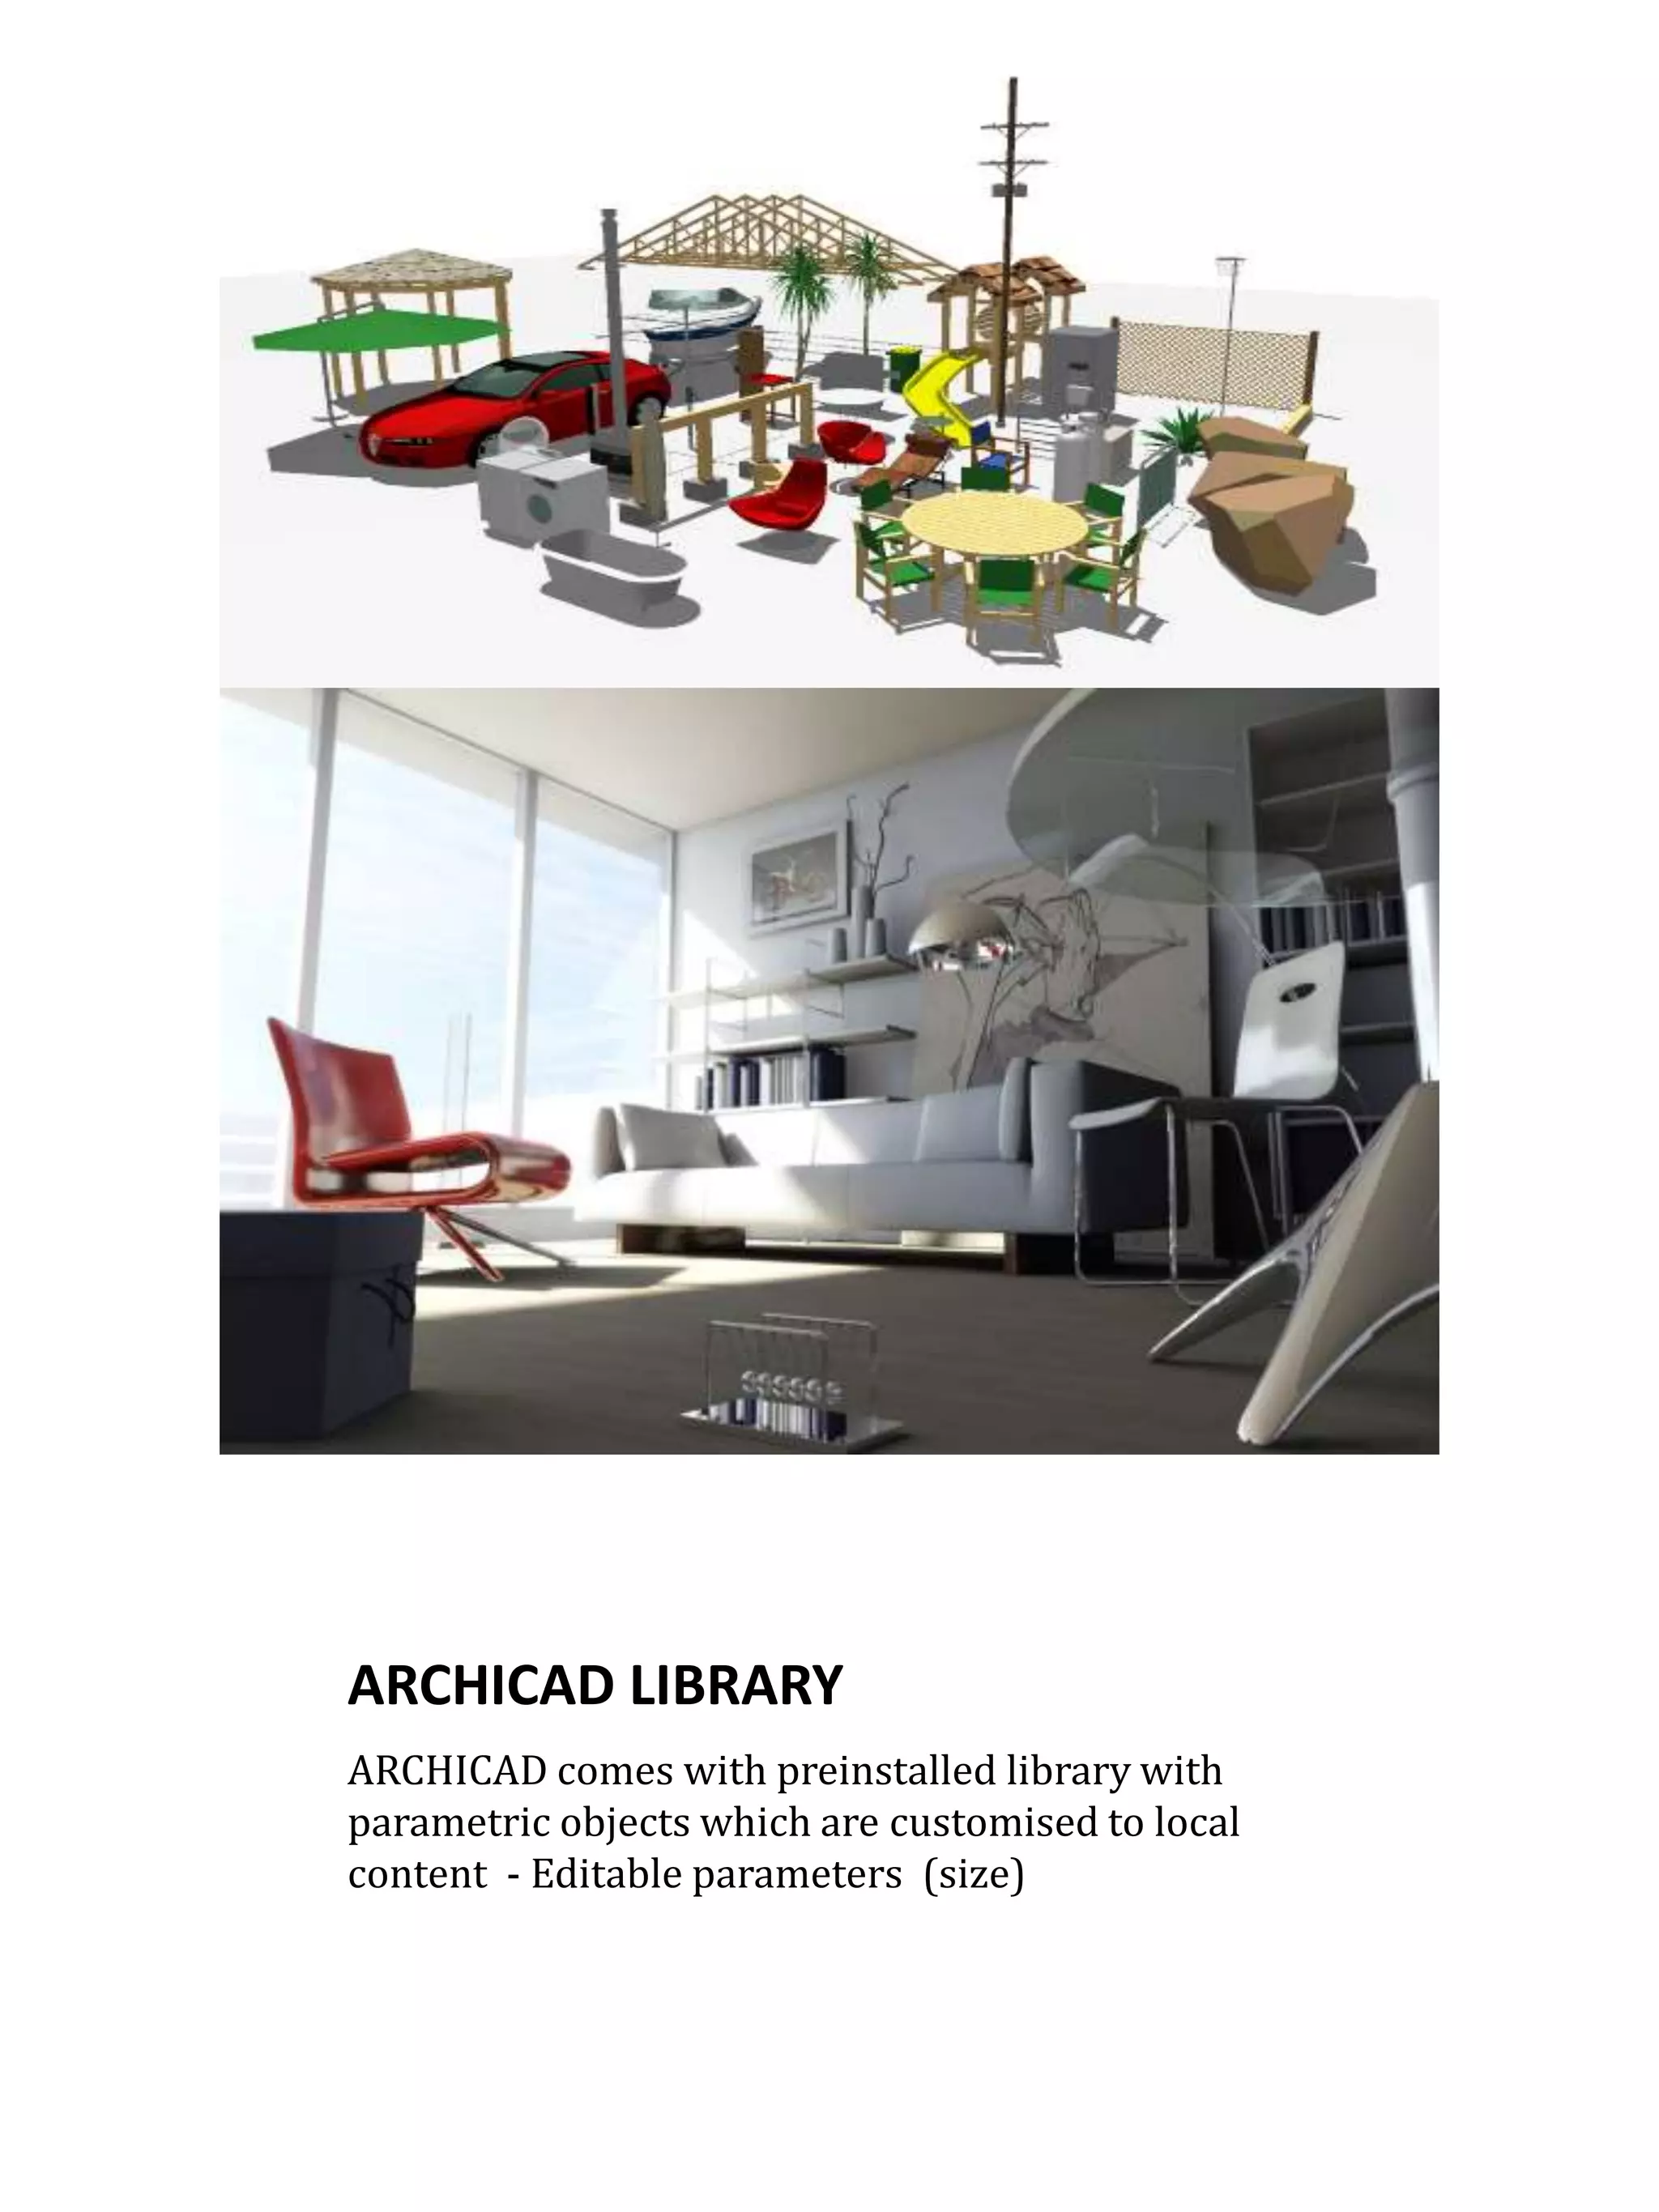 ARCHICAD LIBRARY
ARCHICAD comes with preinstalled library with
parametric objects which are customised to local
content  - Editable parameters  (size)